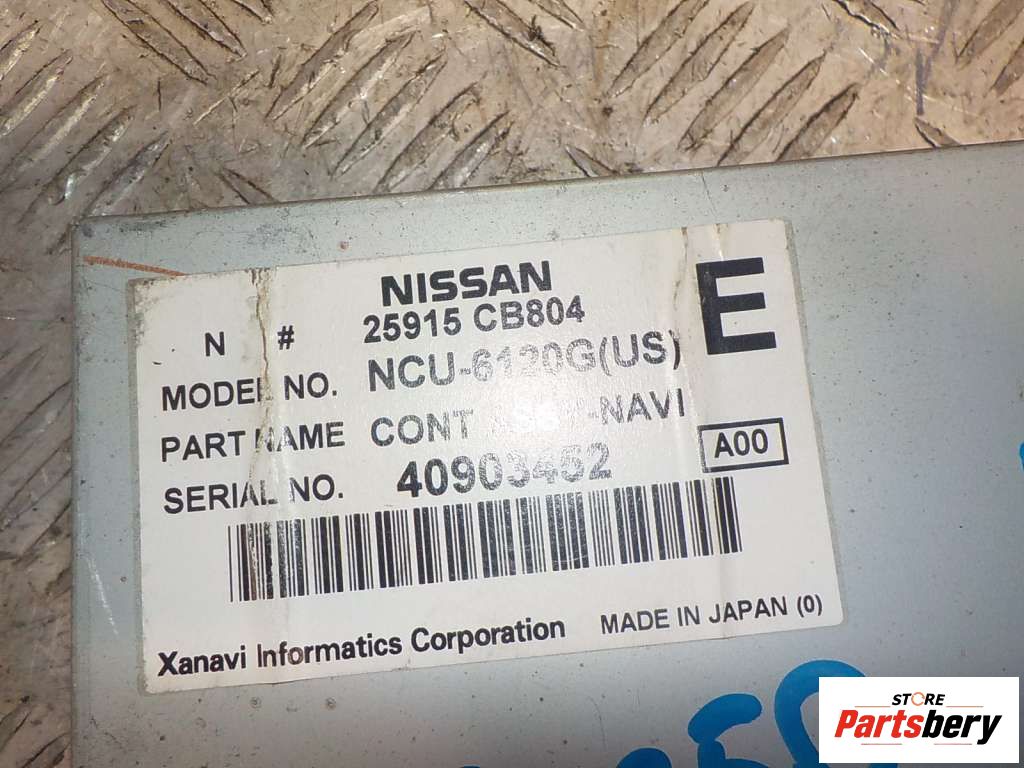 NISSAN
N # 25915 CB804
E
MODEL NO. NCU-6120G(US)
PART NAME CONT -NAVI
SERIAL NO. 40903452
A00
Xanavi Informatics Corporation MADE IN JAPAN (0)
STORE
Partsbery